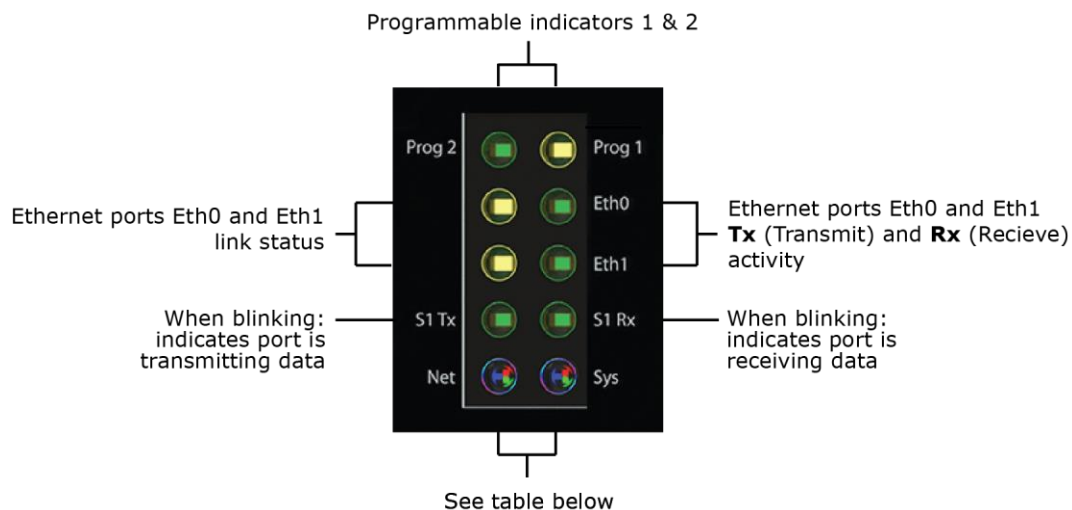 Programmable indicators 1 & 2
Prog 2
Prog 1
Ethernet ports Eth0 and Eth1
link status
Eth0
Eth1
Ethernet ports Eth0 and Eth1
Tx (Transmit) and Rx (Recieve)
activity
When blinking:
indicates port is
transmitting data
S1 Tx
S1 Rx
When blinking:
indicates port is
receiving data
Net
Sys
See table below